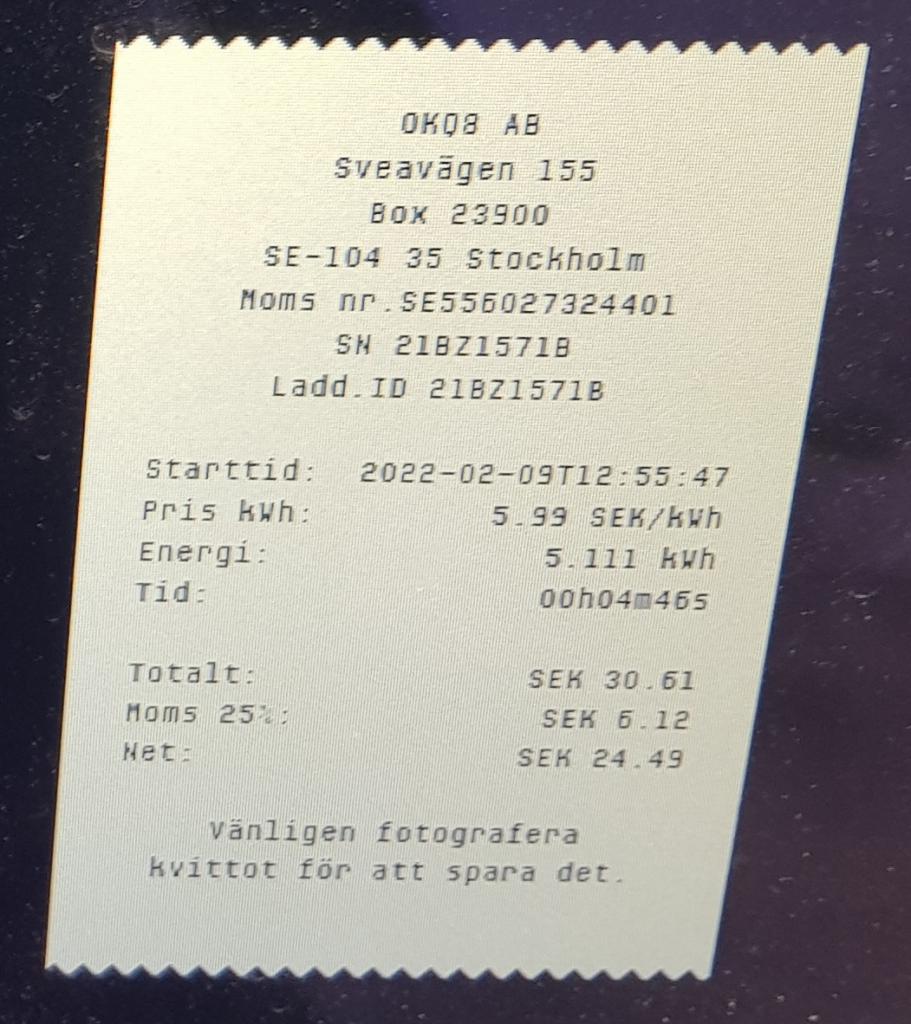 OKQ8 AB
Sveavägen 155
Box 23900
SE-104 35 Stockholm
Moms nr.SE556027324401
SN 21BZ1571B
Ladd.ID 21BZ1571B
Starttid: 2022-02-09T12:55:47
Pris kWh: 5.99 SEK/kWh
Energi: 5.111 kWh
Tid: 00h04m46s
Totalt: SEK 30.61
Moms 25%: SEK 6.12
Net: SEK 24.49
Vänligen fotografera
kvittot för att spara det.